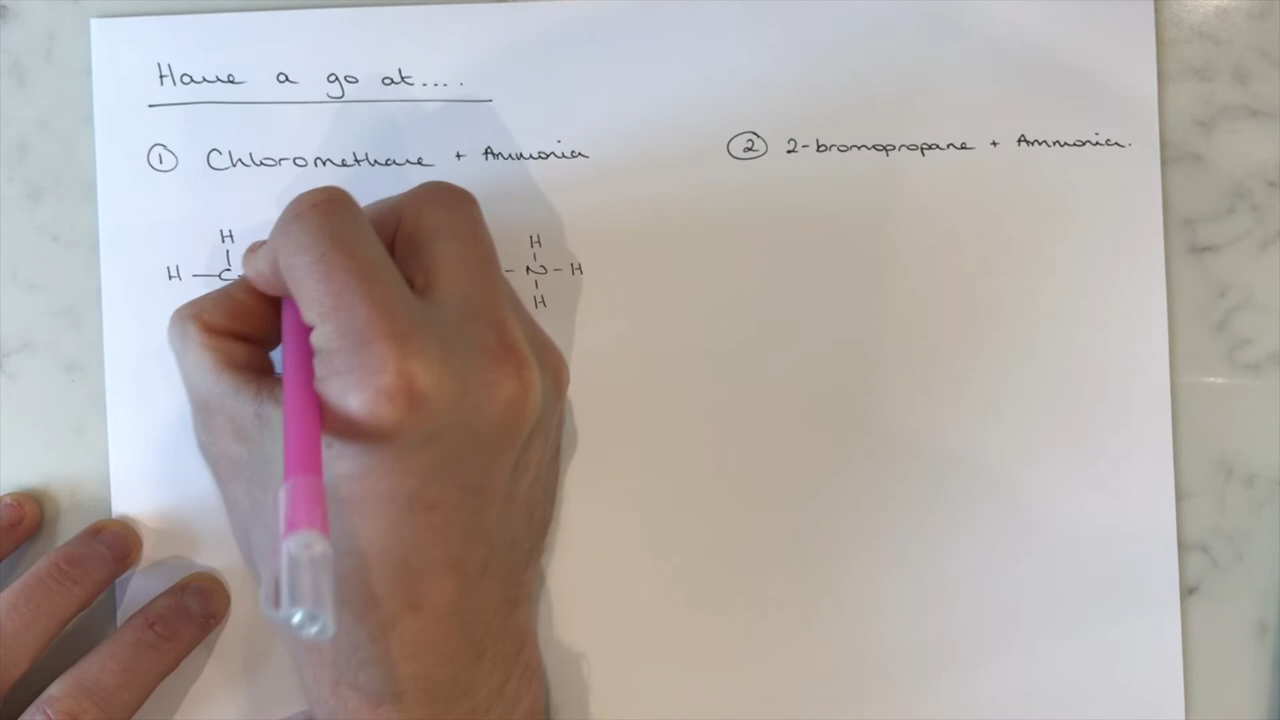 Have a go at....
① Chloromethane + Ammonia
② 2-bromopropane + Ammonia.
H H
H — C - N - H
H